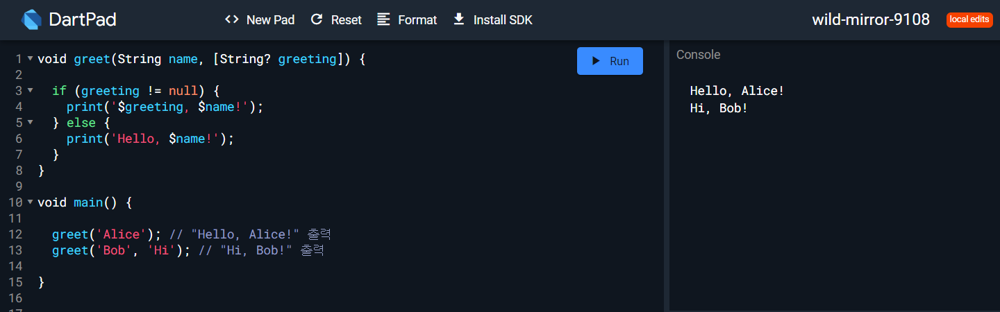 DartPad
New Pad Reset Format Install SDK
wild-mirror-9108 local edits
Run
1 void greet(String name, [String? greeting]) {
2
3   if (greeting != null) {
4     print('$greeting, $name!');
5   } else {
6     print('Hello, $name!');
7   }
8 }
9
10 void main() {
11
12   greet('Alice'); // "Hello, Alice!" 출력
13   greet('Bob', 'Hi'); // "Hi, Bob!" 출력
14
15 }
16
Console
Hello, Alice!
Hi, Bob!